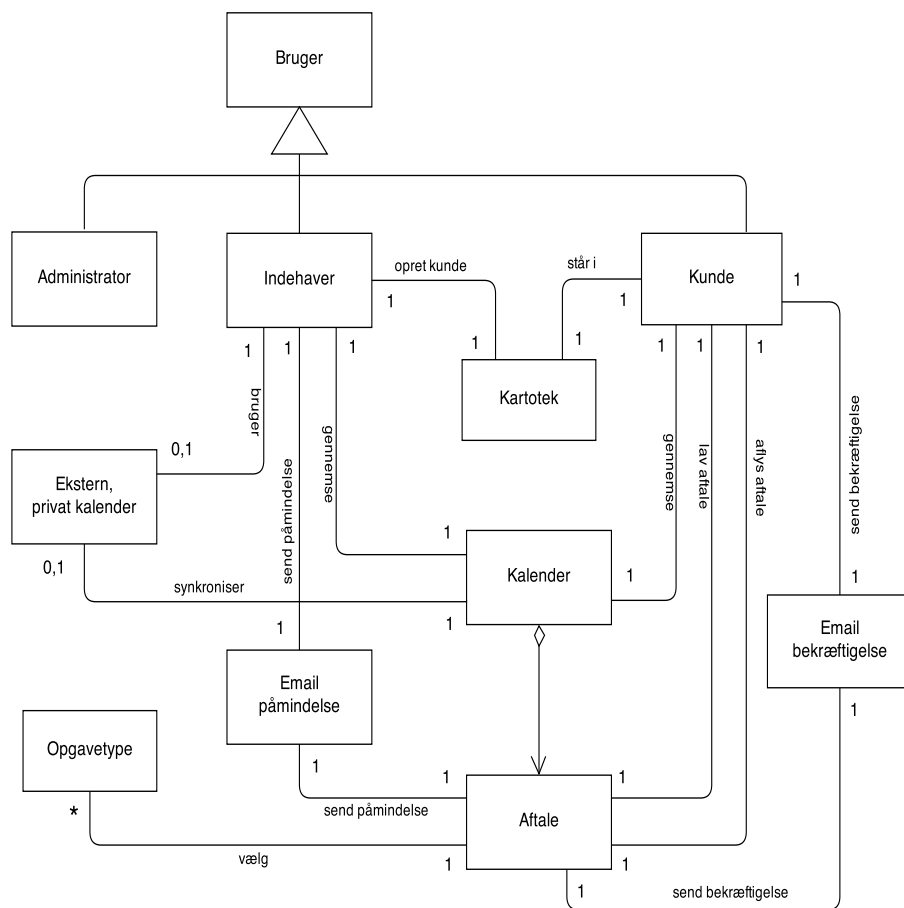 Bruger
Administrator
Indehaver
opret kunde
står i
Kunde
1
1
1
1
1
1
1
1
1
1
1
1
Kartotek
bruger
gennemse
send påmindelse
gennemse
lav aftale
aflys aftale
send bekræftigelse
0,1
Ekstern,
privat kalender
1
Kalender
0,1
synkroniser
1
1
1
1
Email
bekræftigelse
Email
påmindelse
1
Opgavetype
*
1
1
1
send påmindelse
Aftale
vælg
1
1
1
send bekræftigelse